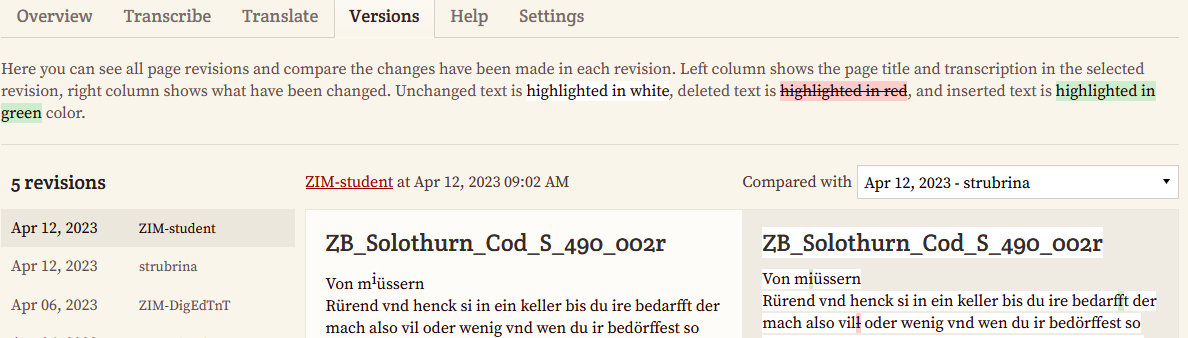 Overview Transcribe Translate Versions Help Settings
Here you can see all page revisions and compare the changes have been made in each revision. Left column shows the page title and transcription in the selected
revision, right column shows what have been changed. Unchanged text is highlighted in white, deleted text is highlighted in red, and inserted text is highlighted in
green color.
5 revisions
ZIM-student at Apr 12, 2023 09:02 AM
Compared with Apr 12, 2023 - strubrina
Apr 12, 2023 ZIM-student
Apr 12, 2023 strubrina
Apr 06, 2023 ZIM-DigEdTnT
ZB_Solothurn_Cod_S_490_002r
Von miüssern
Rürend vnd henck si in ein keller bis du ire bedarfft der
mach also vil oder wenig vnd wen du ir bedörffest so
ZB_Solothurn_Cod_S_490_002r
Von miüssern
Rürend vnd henck si in ein keller bis du ire bedarfft der
mach also vill oder wenig vnd wen du ir bedörffest so